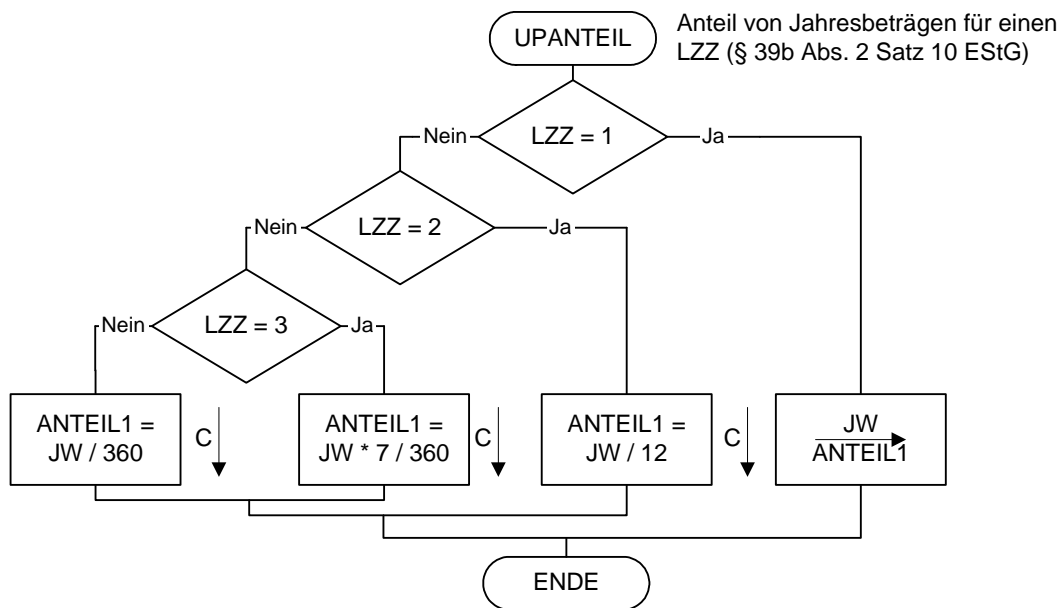 UPANTEIL
Anteil von Jahresbeträgen für einen
LZZ (§ 39b Abs. 2 Satz 10 EStG)
Nein
LZZ = 1
Ja
Nein
LZZ = 2
Ja
Nein
LZZ = 3
Ja
ANTEIL1 =
JW / 360
C
ANTEIL1 =
JW * 7 / 360
C
ANTEIL1 =
JW / 12
C
JW
ANTEIL1
ENDE